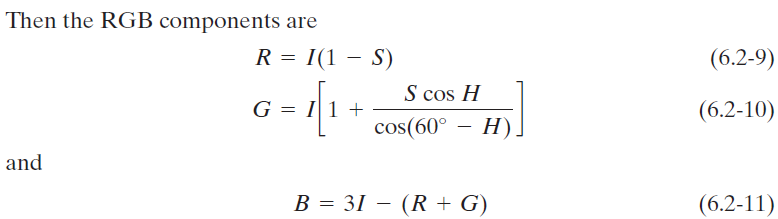 Then the RGB components are
R = I(1 − S) (6.2-9)
G = I[1 + S cos H / cos(60° − H)] (6.2-10)
and
B = 3I − (R + G) (6.2-11)